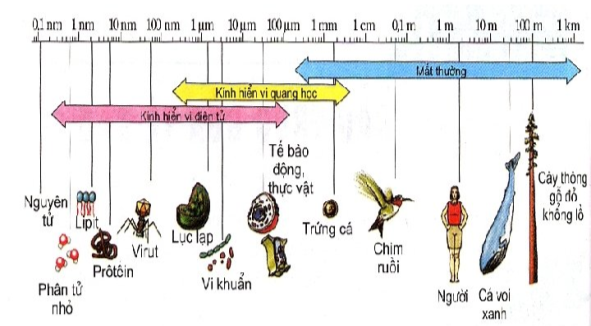 0,1 nm 1 nm 10 nm 100 nm 1 µm 10 µm 100 µm 1 mm 1 cm 0,1 m 1 m 10 m 100 m 1 km
Mắt thường
Kính hiển vi quang học
Kính hiển vi điện tử
Nguyên
tử
Phân tử
nhỏ
Lipit
Prôtêin
Virut
Lục lạp
Vi khuẩn
Tế bào
động,
thực vật
Trứng cá
Chim
ruồi
Người
Cá voi
xanh
Cây thông
gỗ đỏ
khổng lồ